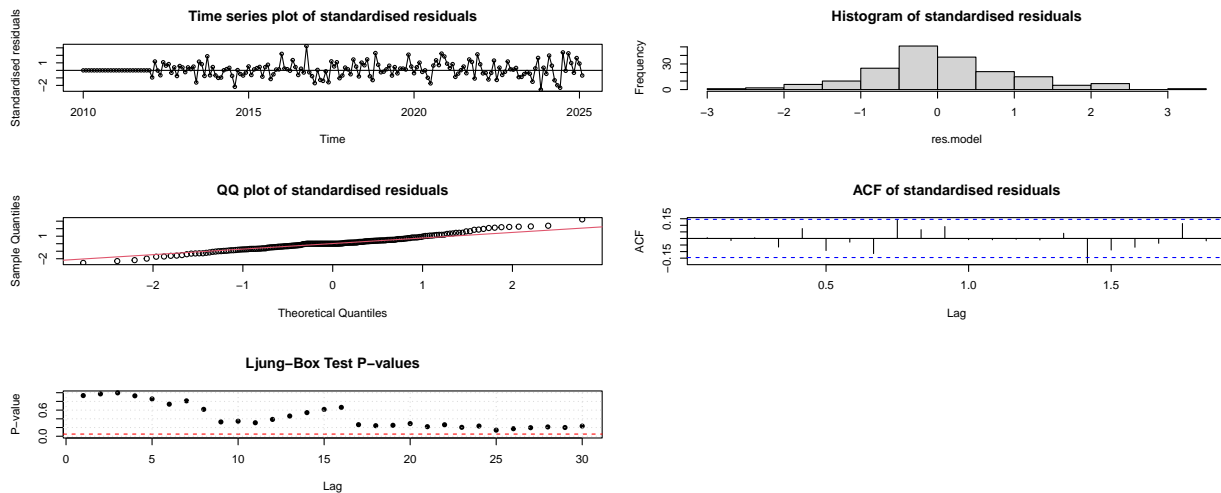 Time series plot of standardised residuals
Standardised residuals
1
−2
2010
2015
2020
2025
Time
Histogram of standardised residuals
Frequency
30
0
−3
−2
−1
0
1
2
3
res.model
QQ plot of standardised residuals
Sample Quantiles
1
−2
−2
−1
0
1
2
Theoretical Quantiles
ACF of standardised residuals
ACF
0.15
−0.15
0.5
1.0
1.5
Lag
Ljung−Box Test P−values
P−value
0.6
0.0
0
5
10
15
20
25
30
Lag